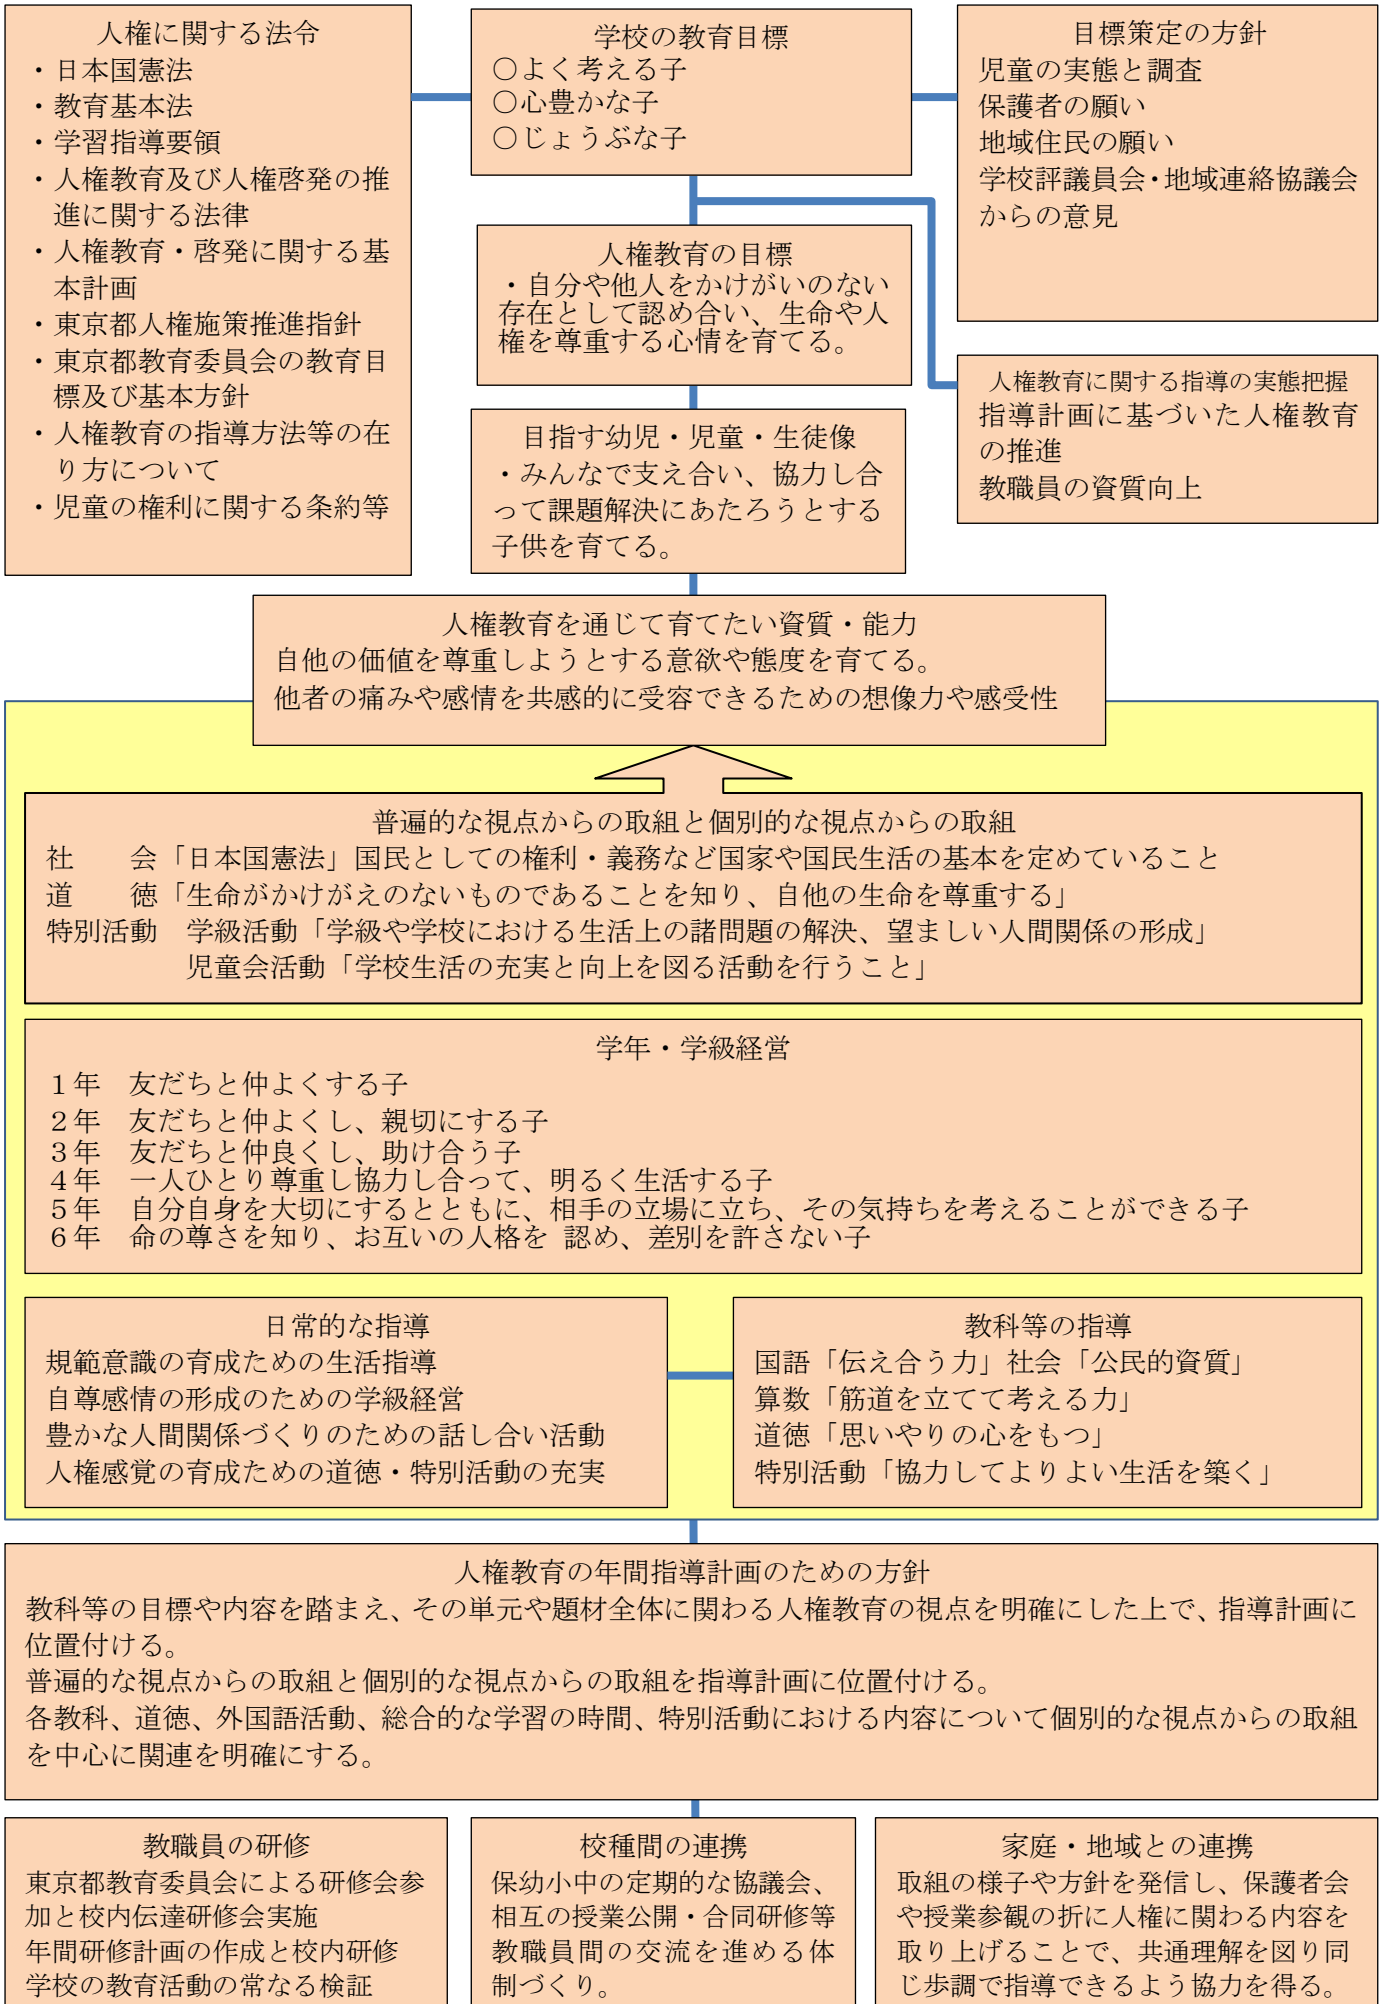 人権に関する法令
・日本国憲法
・教育基本法
・学習指導要領
・人権教育及び人権啓発の推
進に関する法律
・人権教育・啓発に関する基
本計画
・東京都人権施策推進指針
・東京都教育委員会の教育目
標及び基本方針
・人権教育の指導方法等の在
り方について
・児童の権利に関する条約等
学校の教育目標
○よく考える子
○心豊かな子
○じょうぶな子
目標策定の方針
児童の実態と調査
保護者の願い
地域住民の願い
学校評議員会・地域連絡協議会
からの意見
人権教育の目標
・自分や他人をかけがいのない
存在として認め合い、生命や人
権を尊重する心情を育てる。
人権教育に関する指導の実態把握
指導計画に基づいた人権教育
の推進
教職員の資質向上
目指す幼児・児童・生徒像
・みんなで支え合い、協力し合
って課題解決にあたろうとする
子供を育てる。
人権教育を通じて育てたい資質・能力
自他の価値を尊重しようとする意欲や態度を育てる。
他者の痛みや感情を共感的に受容できるための想像力や感受性
普遍的な視点からの取組と個別的な視点からの取組
社　　会「日本国憲法」国民としての権利・義務など国家や国民生活の基本を定めていること
道　　徳「生命がかけがえのないものであることを知り、自他の生命を尊重する」
特別活動　学級活動「学級や学校における生活上の諸問題の解決、望ましい人間関係の形成」
児童会活動「学校生活の充実と向上を図る活動を行うこと」
学年・学級経営
１年　友だちと仲よくする子
２年　友だちと仲よくし、親切にする子
３年　友だちと仲良くし、助け合う子
４年　一人ひとり尊重し協力し合って、明るく生活する子
５年　自分自身を大切にするとともに、相手の立場に立ち、その気持ちを考えることができる子
６年　命の尊さを知り、お互いの人格を 認め、差別を許さない子
日常的な指導
規範意識の育成ための生活指導
自尊感情の形成のための学級経営
豊かな人間関係づくりのための話し合い活動
人権感覚の育成ための道徳・特別活動の充実
教科等の指導
国語「伝え合う力」社会「公民的資質」
算数「筋道を立てて考える力」
道徳「思いやりの心をもつ」
特別活動「協力してよりよい生活を築く」
人権教育の年間指導計画のための方針
教科等の目標や内容を踏まえ、その単元や題材全体に関わる人権教育の視点を明確にした上で、指導計画に
位置付ける。
普遍的な視点からの取組と個別的な視点からの取組を指導計画に位置付ける。
各教科、道徳、外国語活動、総合的な学習の時間、特別活動における内容について個別的な視点からの取組
を中心に関連を明確にする。
教職員の研修
東京都教育委員会による研修会参
加と校内伝達研修会実施
年間研修計画の作成と校内研修
学校の教育活動の常なる検証
校種間の連携
保幼小中の定期的な協議会、
相互の授業公開・合同研修等
教職員間の交流を進める体
制づくり。
家庭・地域との連携
取組の様子や方針を発信し、保護者会
や授業参観の折に人権に関わる内容を
取り上げることで、共通理解を図り同
じ歩調で指導できるよう協力を得る。